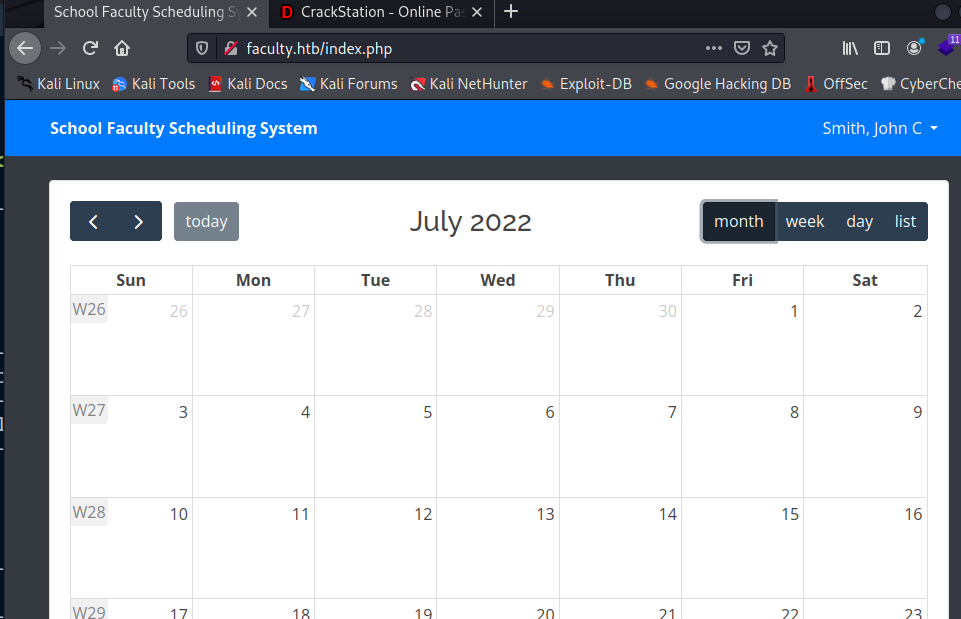 School Faculty Scheduling Sy
CrackStation - Online Pas
faculty.htb/index.php
11
Kali Linux Kali Tools Kali Docs Kali Forums Kali NetHunter Exploit-DB Google Hacking DB OffSec CyberChe
School Faculty Scheduling System Smith, John C
today July 2022 month week day list
Sun Mon Tue Wed Thu Fri Sat
W26 26 27 28 29 30 1 2
W27 3 4 5 6 7 8 9
W28 10 11 12 13 14 15 16
W29 17 18 19 20 21 22 23